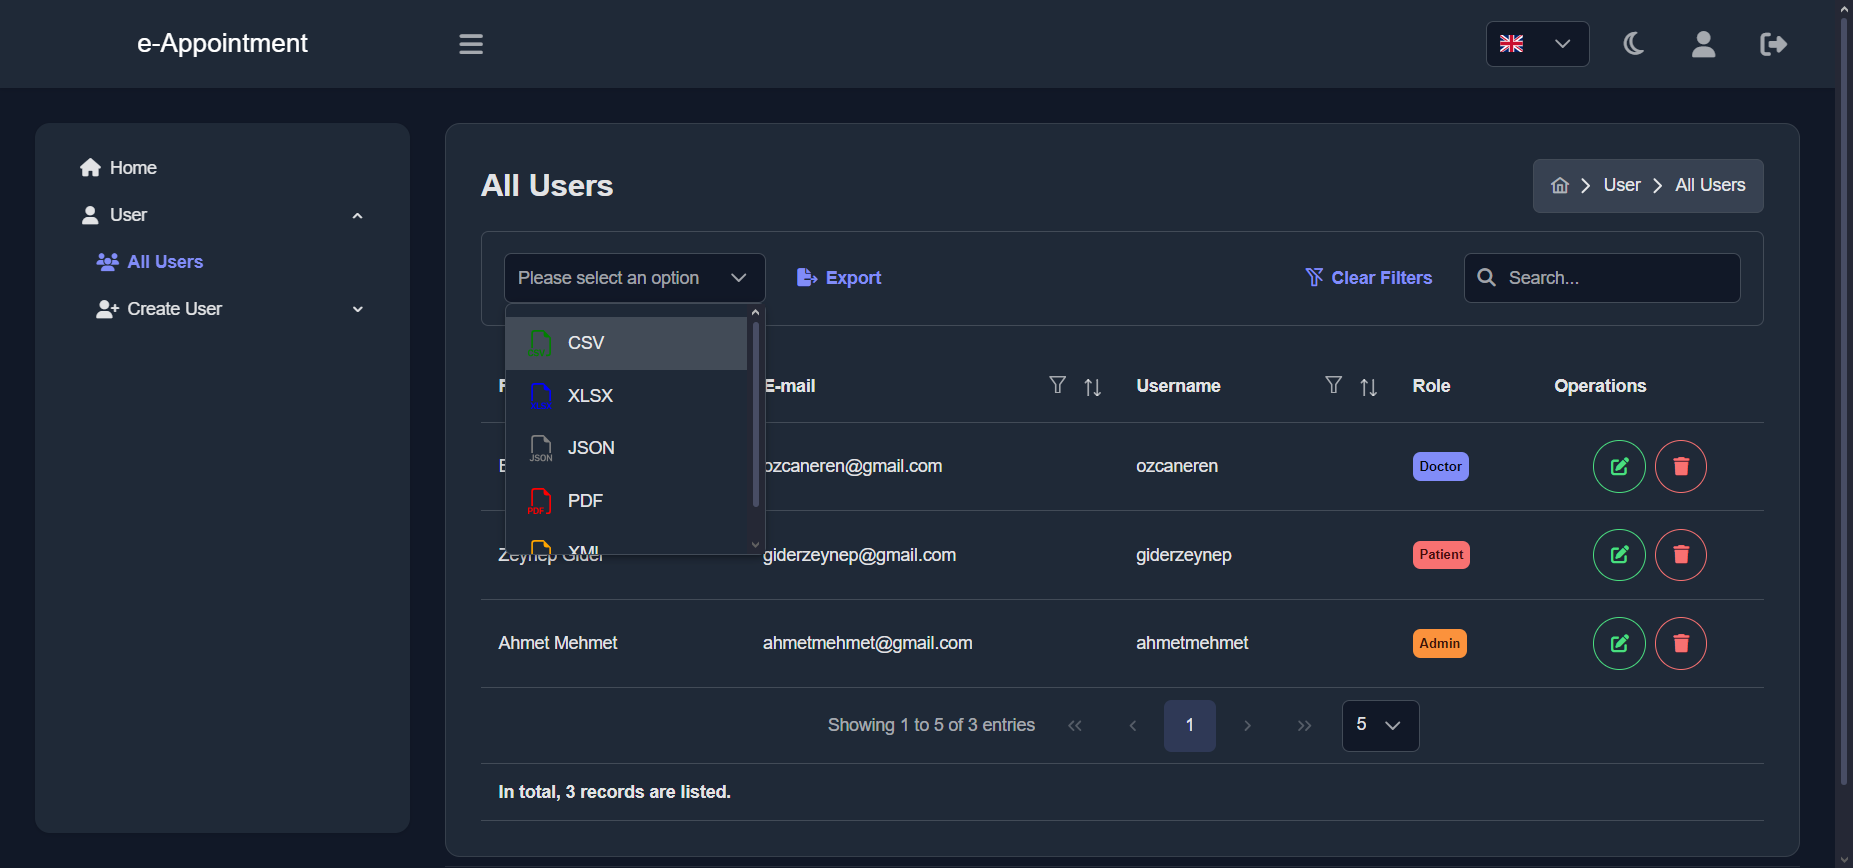 e-Appointment
Home
User
All Users
Create User
All Users
User
All Users
Please select an option
Export
Clear Filters
Search...
CSV
XLSX
JSON
PDF
XML
E-mail
Username
Role
Operations
ozcaneren@gmail.com
ozcaneren
Doctor
Zeynep Gider
giderzeynep@gmail.com
giderzeynep
Patient
Ahmet Mehmet
ahmetmehmet@gmail.com
ahmetmehmet
Admin
Showing 1 to 5 of 3 entries
«
‹
1
›
»
5
In total, 3 records are listed.